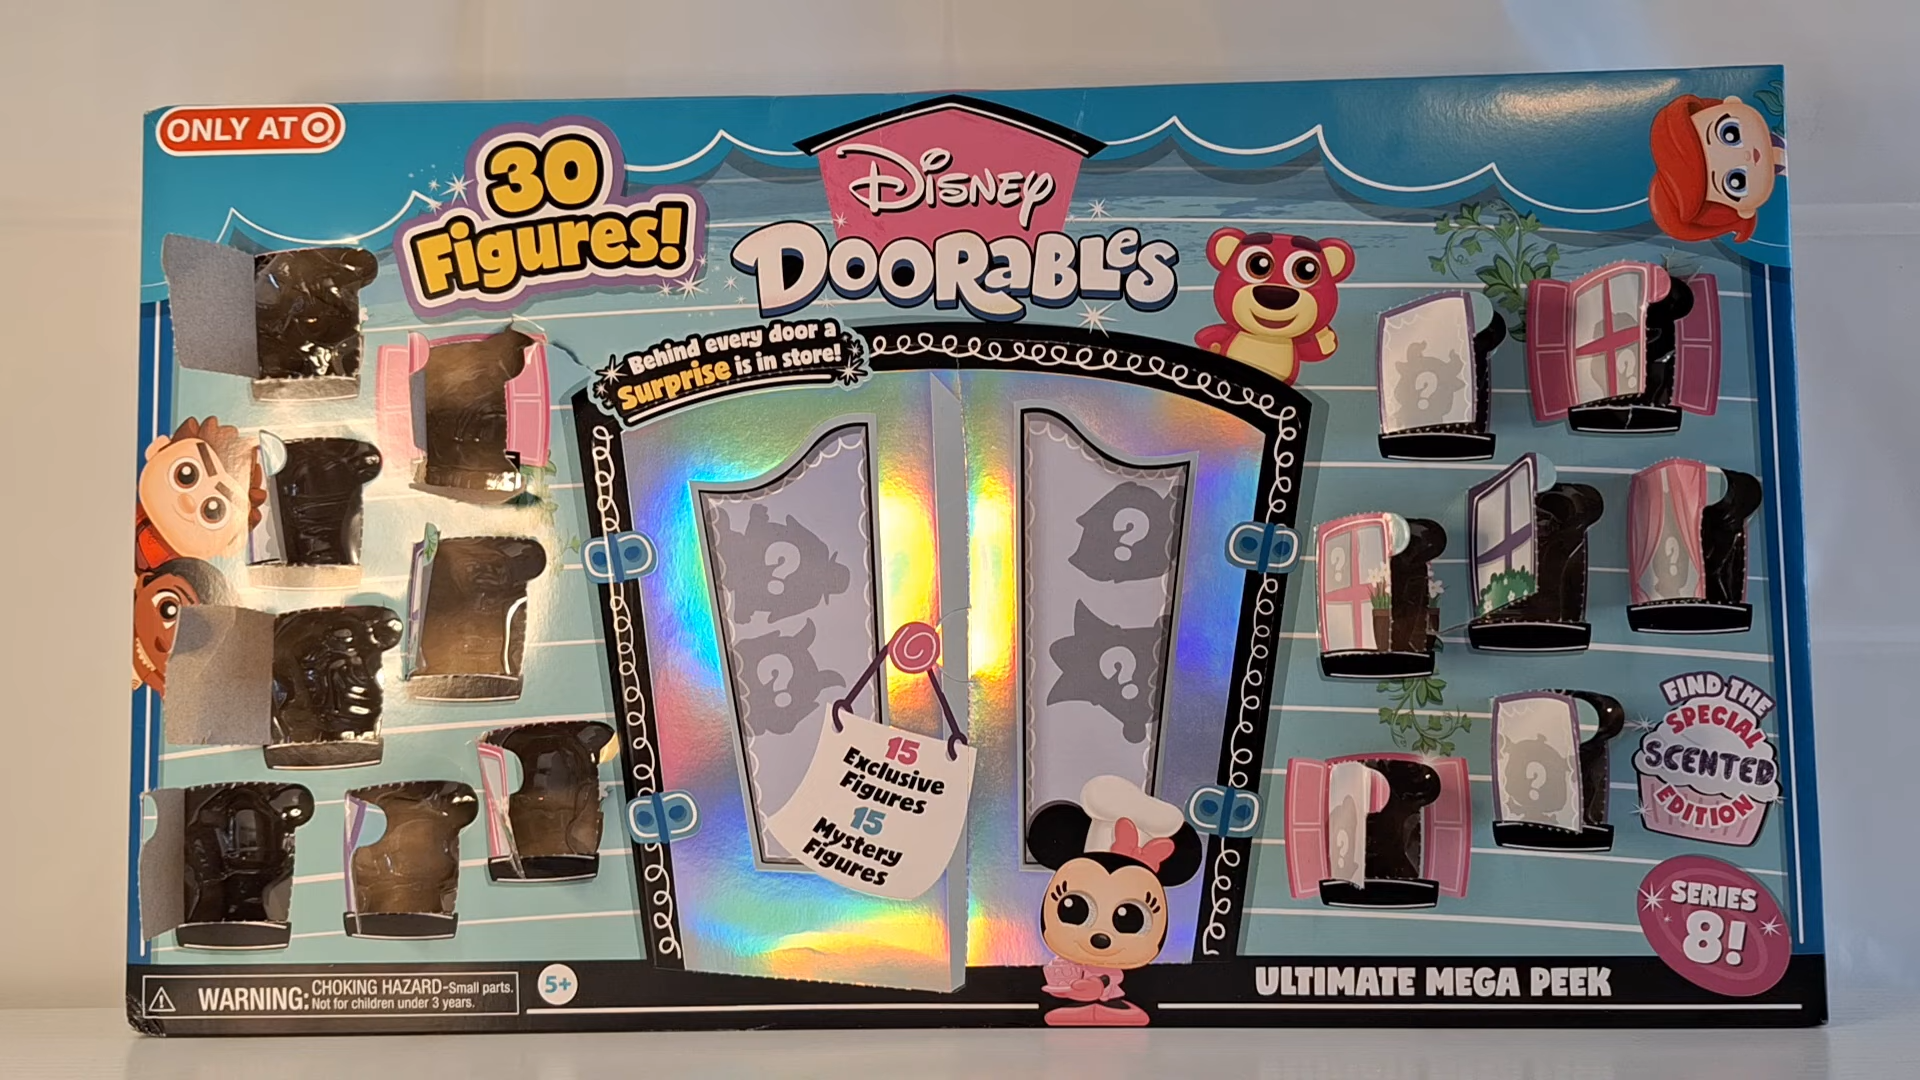 ONLY AT
30
Figures!
Disney
Doorables
Behind every door a
Surprise is in store!
?
?
?
?
15
Exclusive
Figures
15
Mystery
Figures
?
?
?
?
?
?
FIND THE
SPECIAL
SCENTED
EDITION
SERIES
8!
WARNING: CHOKING HAZARD-Small parts.
Not for children under 3 years.
5+
ULTIMATE MEGA PEEK